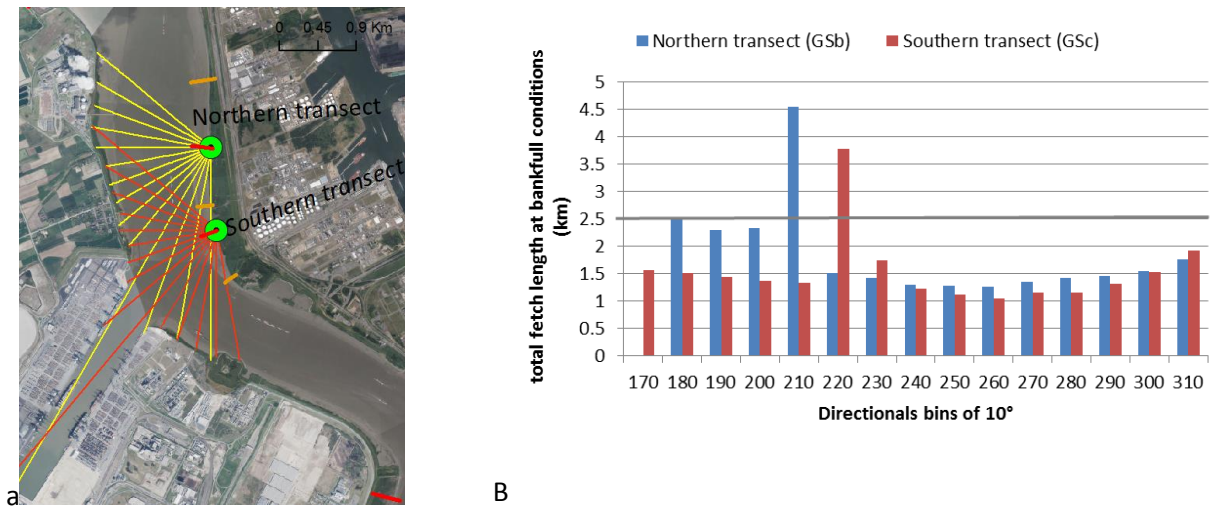 0 0,45 0,9 Km
Northern transect
Southern transect
a
Northern transect (GSb) Southern transect (GSc)
total fetch length at bankfull conditions
(km)
5
4.5
4
3.5
3
2.5
2
1.5
1
0.5
0
170 180 190 200 210 220 230 240 250 260 270 280 290 300 310
Directionals bins of 10°
B